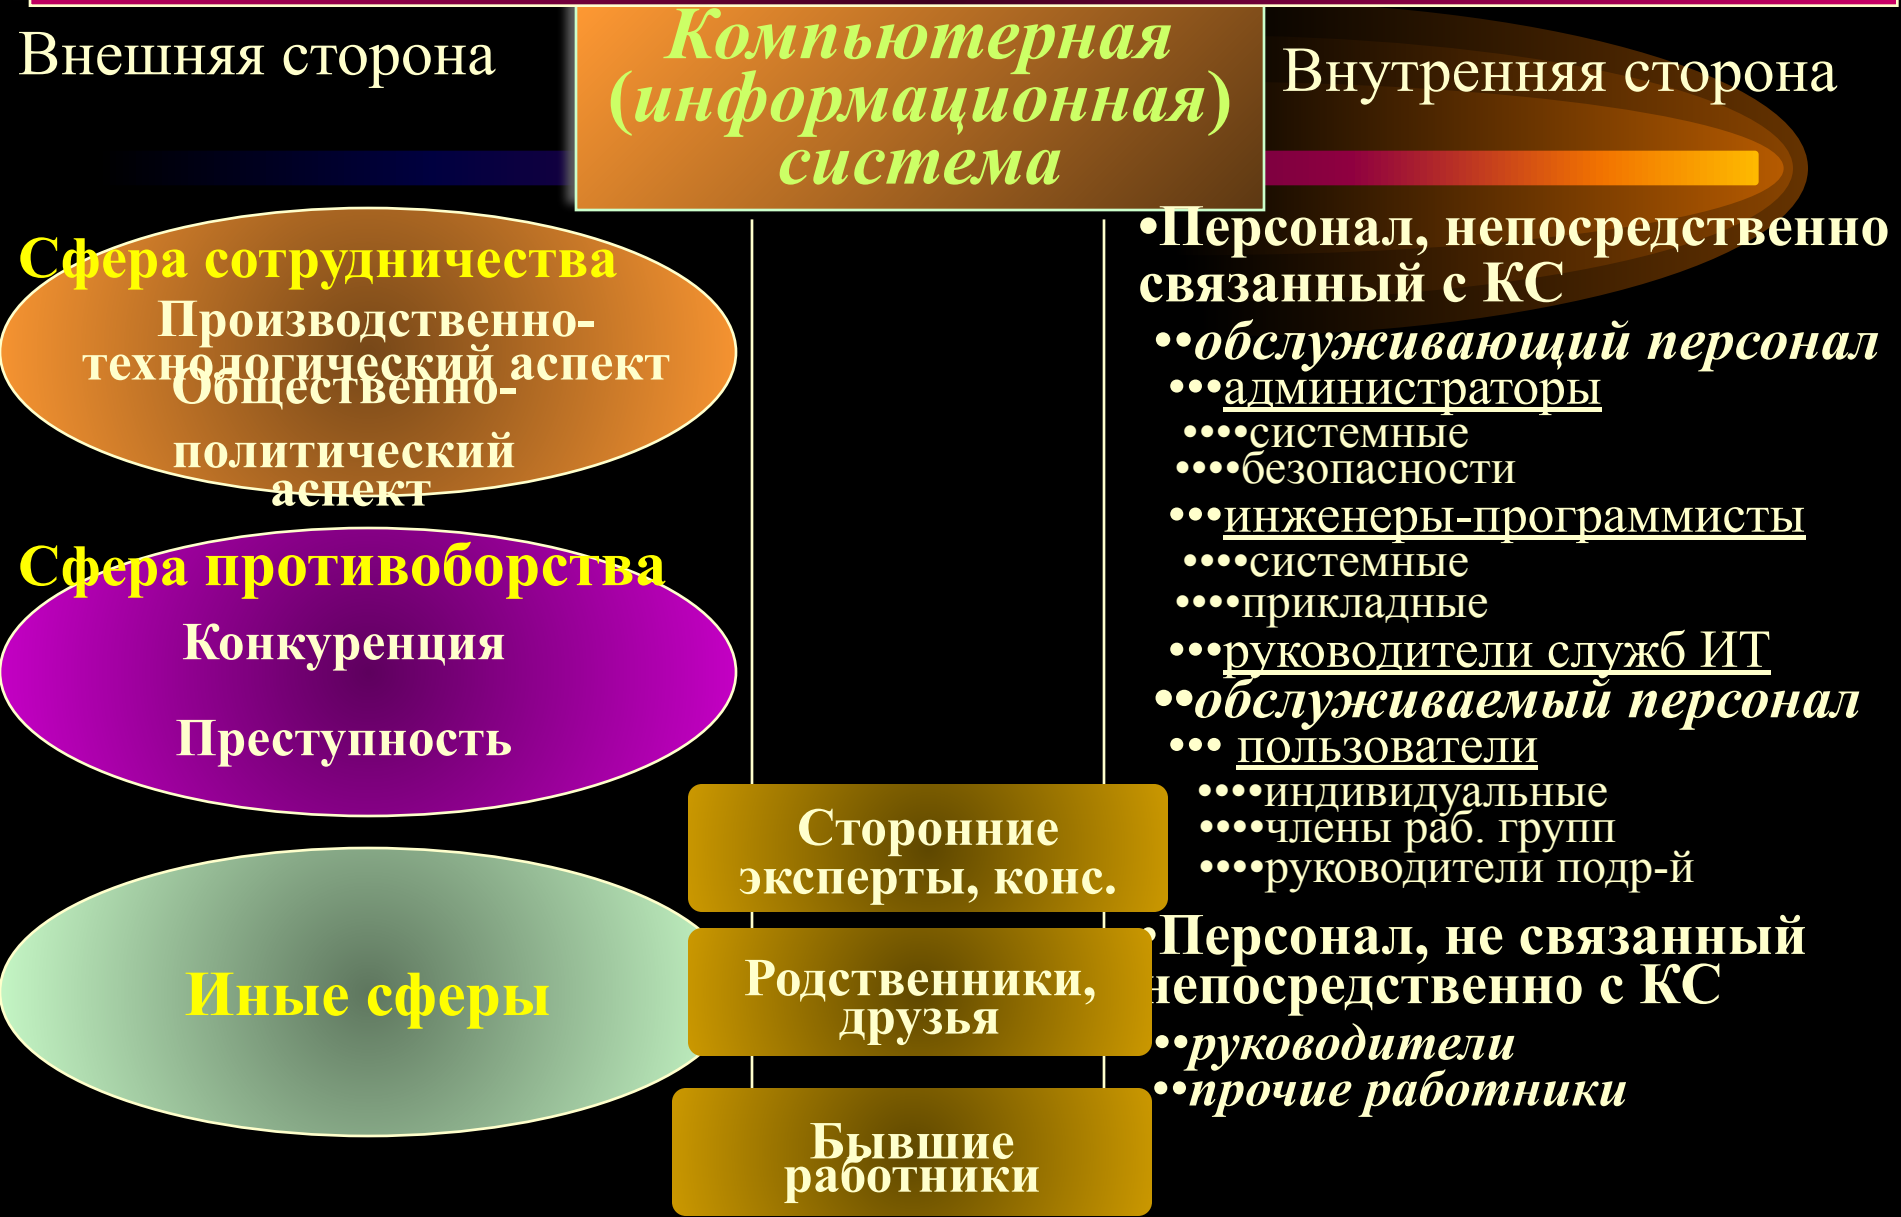 Внешняя сторона
Компьютерная
(информационная)
система
Внутренняя сторона
Сфера сотрудничества
Производственно-
технологический аспект
Общественно-
политический
аспект
Сфера противоборства
Конкуренция
Преступность
Иные сферы
Сторонние
эксперты, конс.
Родственники,
друзья
Бывшие
работники
•Персонал, непосредственно
связанный с КС
••обслуживающий персонал
•••администраторы
••••системные
••••безопасности
•••инженеры-программисты
••••системные
••••прикладные
•••руководители служб ИТ
••обслуживаемый персонал
••• пользователи
••••индивидуальные
••••члены раб. групп
••••руководители подр-й
•Персонал, не связанный
непосредственно с КС
••руководители
••прочие работники